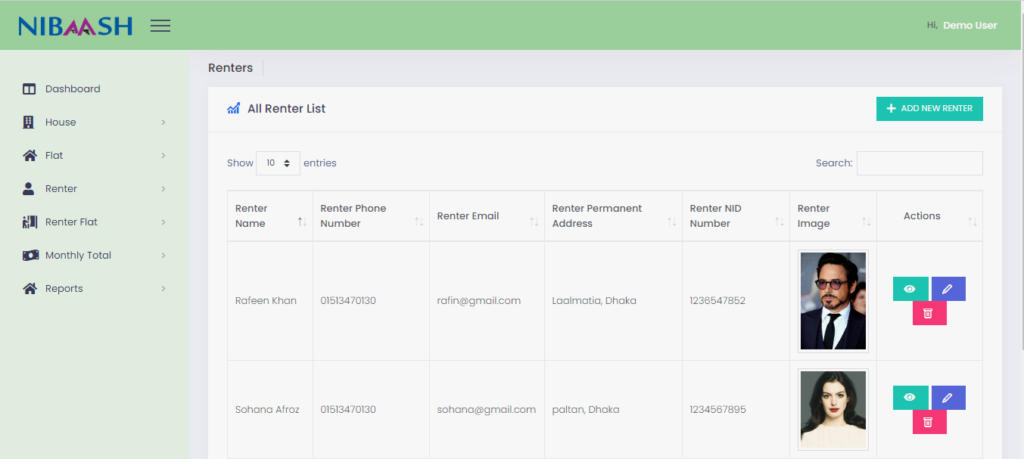 NIBAASH
Hi, Demo User
Dashboard
House
Flat
Renter
Renter Flat
Monthly Total
Reports
Renters
All Renter List
ADD NEW RENTER
Show 10 entries
Search:
Renter Name
Renter Phone Number
Renter Email
Renter Permanent Address
Renter NID Number
Renter Image
Actions
Rafeen Khan 01513470130 rafin@gmail.com Laalmatia, Dhaka 1236547852
Sohana Afroz 01513470130 sohana@gmail.com paltan, Dhaka 1234567895